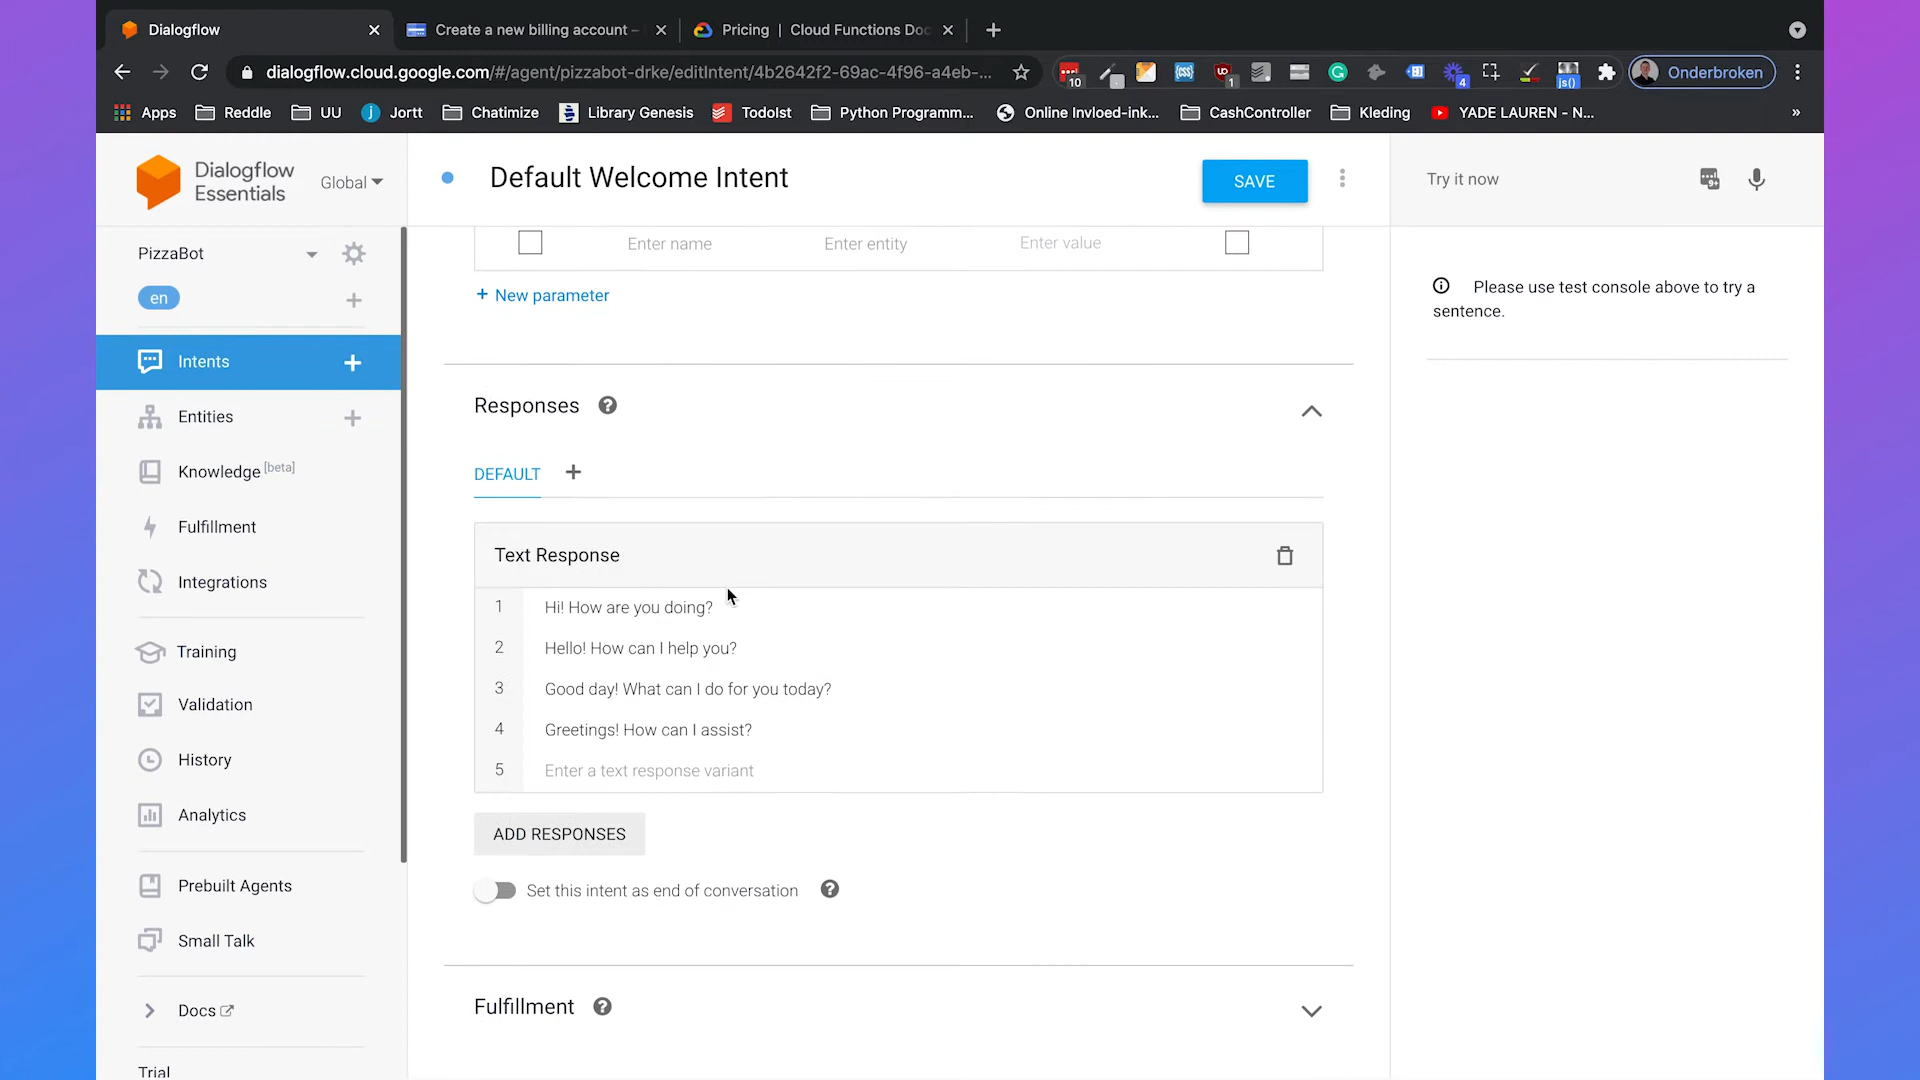 Dialogflow
Create a new billing account –
Pricing | Cloud Functions Doc
dialogflow.cloud.google.com/#/agent/pizzabot-drke/editIntent/4b2642f2-69ac-4f96-a4eb-...
10
1
4
js()
Onderbroken
Apps
Reddle
UU
Jortt
Chatimize
Library Genesis
TodoIst
Python Programm...
Online Invloed-ink...
CashController
Kleding
YADE LAUREN - N...
»
Dialogflow
Essentials
Global
Default Welcome Intent
SAVE
Try it now
PizzaBot
en
Enter name
Enter entity
Enter value
+ New parameter
Please use test console above to try a
sentence.
Intents
Entities
Knowledge [beta]
Fulfillment
Integrations
Training
Validation
History
Analytics
Prebuilt Agents
Small Talk
Docs
Trial
Responses
DEFAULT
Text Response
1 Hi! How are you doing?
2 Hello! How can I help you?
3 Good day! What can I do for you today?
4 Greetings! How can I assist?
5 Enter a text response variant
ADD RESPONSES
Set this intent as end of conversation
Fulfillment